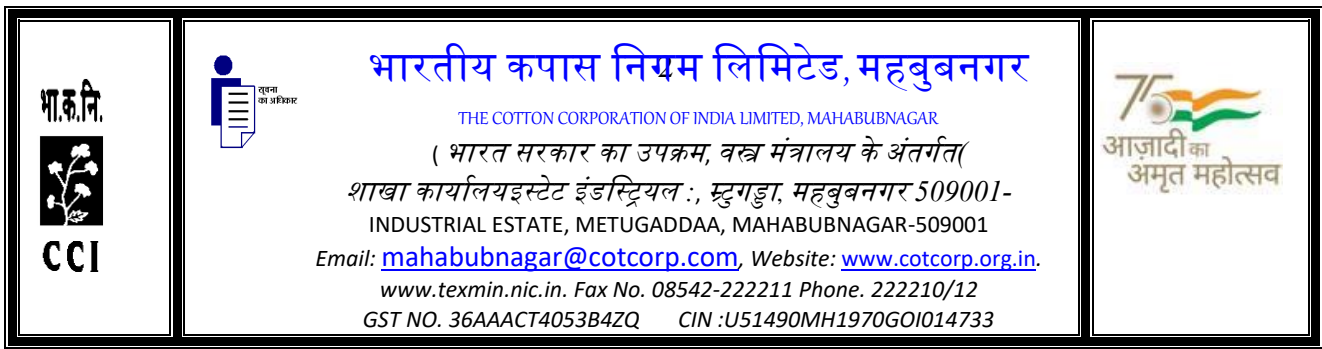 भा.क.नि.
CCI
सूचना
का अधिकार
भारतीय कपास निगम लिमिटेड, महबुबनगर
THE COTTON CORPORATION OF INDIA LIMITED, MAHABUBNAGAR
( भारत सरकार का उपक्रम, वस्त्र मंत्रालय के अंतर्गत(
शाखा कार्यालयइस्टेट इंडस्ट्रियल :, म्टुगड्डा, महबुबनगर 509001-
INDUSTRIAL ESTATE, METUGADDAA, MAHABUBNAGAR-509001
Email: mahabubnagar@cotcorp.com, Website: www.cotcorp.org.in.
www.texmin.nic.in. Fax No. 08542-222211 Phone. 222210/12
GST NO. 36AAACT4053B4ZQ CIN :U51490MH1970GOI014733
75
आज़ादी का
अमृत महोत्सव